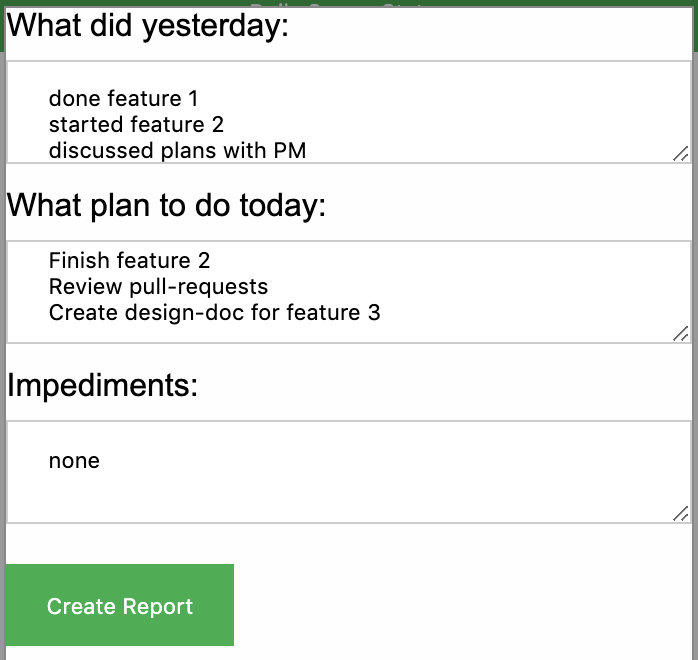 What did yesterday:
done feature 1
started feature 2
discussed plans with PM
What plan to do today:
Finish feature 2
Review pull-requests
Create design-doc for feature 3
Impediments:
none
Create Report